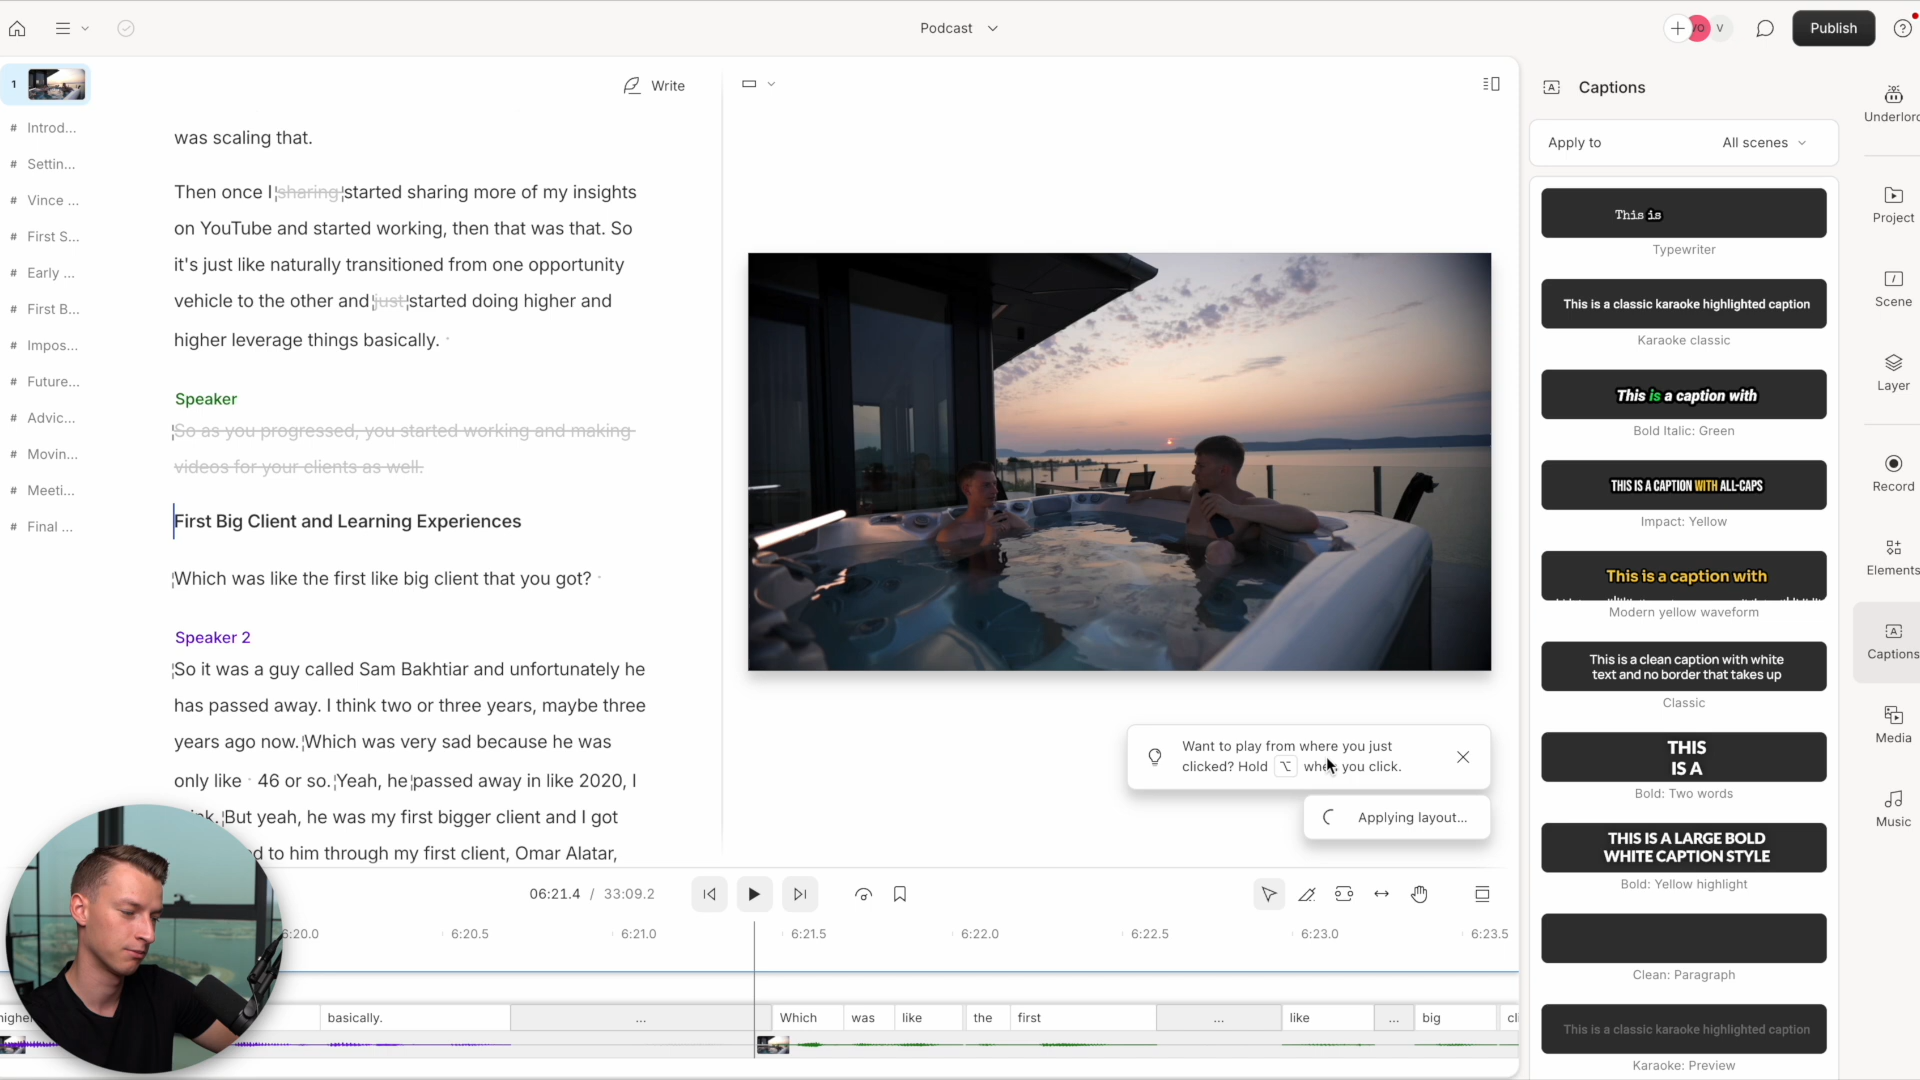 Podcast
VO
V
Publish
1
# Introd...
# Settin...
# Vince ...
# First S...
# Early ...
# First B...
# Impos...
# Future...
# Advic...
# Movin...
# Meeti...
# Final ...
Write
was scaling that.
Then once I sharing started sharing more of my insights
on YouTube and started working, then that was that. So
it's just like naturally transitioned from one opportunity
vehicle to the other and just started doing higher and
higher leverage things basically.
Speaker
So as you progressed, you started working and making
videos for your clients as well.
First Big Client and Learning Experiences
Which was like the first like big client that you got?
Speaker 2
So it was a guy called Sam Bakhtiar and unfortunately he
has passed away. I think two or three years, maybe three
years ago now. Which was very sad because he was
only like 46 or so. Yeah, he passed away in like 2020, I
But yeah, he was my first bigger client and I got
to him through my first client, Omar Alatar,
Want to play from where you just
clicked? Hold ⌥ when you click.
Applying layout...
06:21.4 / 33:09.2
6:20.0
6:20.5
6:21.0
6:21.5
6:22.0
6:22.5
6:23.0
6:23.5
basically.
...
Which
was
like
the
first
...
like
...
big
Captions
Apply to
All scenes
This is
Typewriter
This is a classic karaoke highlighted caption
Karaoke classic
This is a caption with
Bold Italic: Green
THIS IS A CAPTION WITH ALL-CAPS
Impact: Yellow
This is a caption with
Modern yellow waveform
This is a clean caption with white
text and no border that takes up
Classic
THIS
IS A
Bold: Two words
THIS IS A LARGE BOLD
WHITE CAPTION STYLE
Bold: Yellow highlight
Clean: Paragraph
This is a classic karaoke highlighted caption
Karaoke: Preview
Underlord
Project
Scene
Layer
Record
Elements
Captions
Media
Music